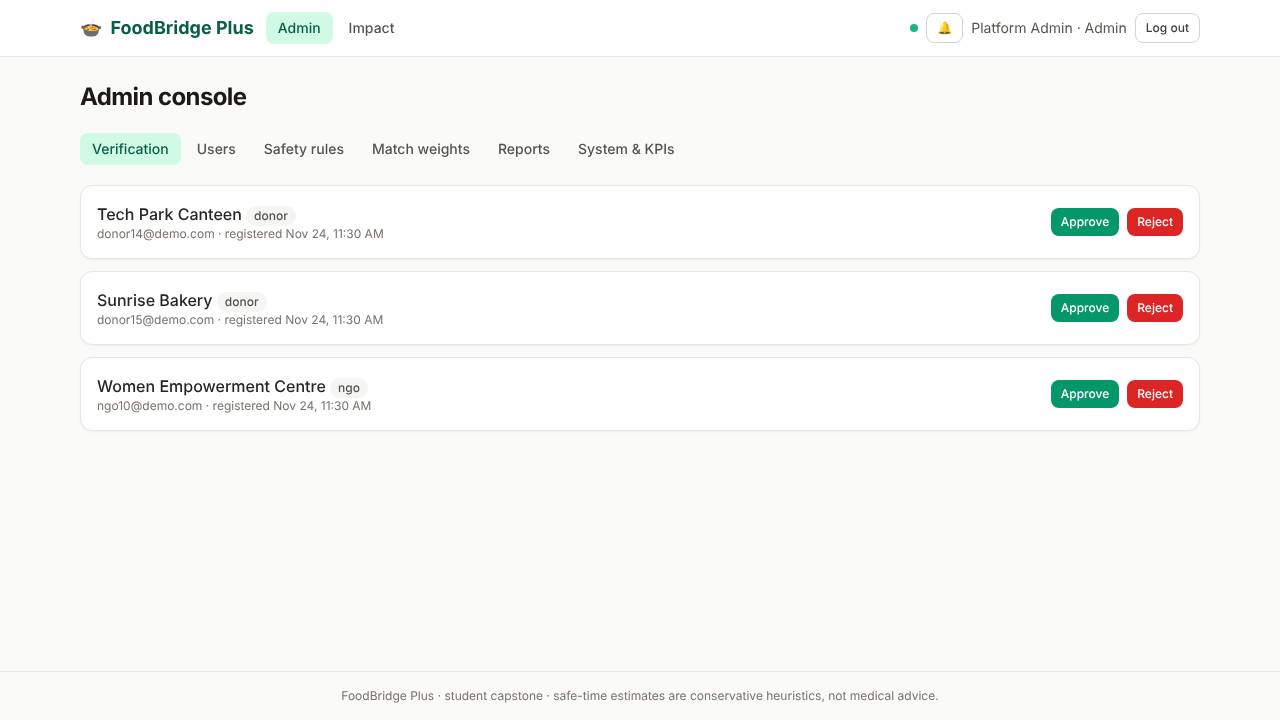 FoodBridge Plus Admin Impact Platform Admin · Admin Log out
Admin console
Verification Users Safety rules Match weights Reports System & KPIs
Tech Park Canteen donor
donor14@demo.com · registered Nov 24, 11:30 AM
Approve Reject
Sunrise Bakery donor
donor15@demo.com · registered Nov 24, 11:30 AM
Approve Reject
Women Empowerment Centre ngo
ngo10@demo.com · registered Nov 24, 11:30 AM
Approve Reject
FoodBridge Plus · student capstone · safe-time estimates are conservative heuristics, not medical advice.